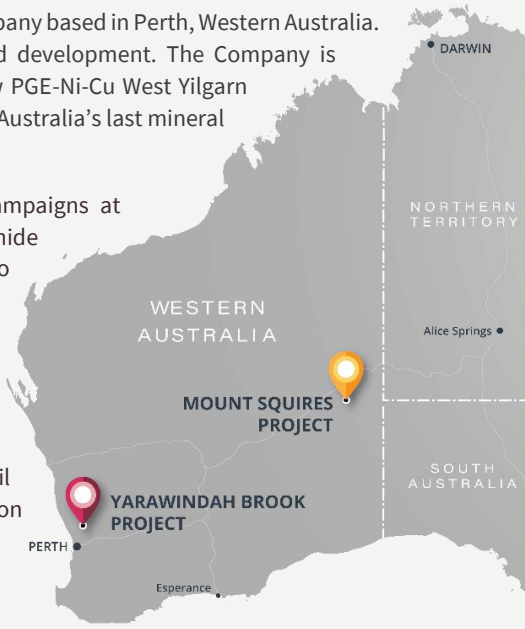 pany based in Perth, Western Australia.
d development. The Company is
PGE-Ni-Cu West Yilgarn
Australia's last mineral
ampaigns at
nide
o
il
on
DARWIN
NORTHERN
TERRITORY
WESTERN
AUSTRALIA
Alice Springs
MOUNT SQUIRES
PROJECT
SOUTH
AUSTRALIA
YARAWINDAH BROOK
PROJECT
PERTH
Esperance